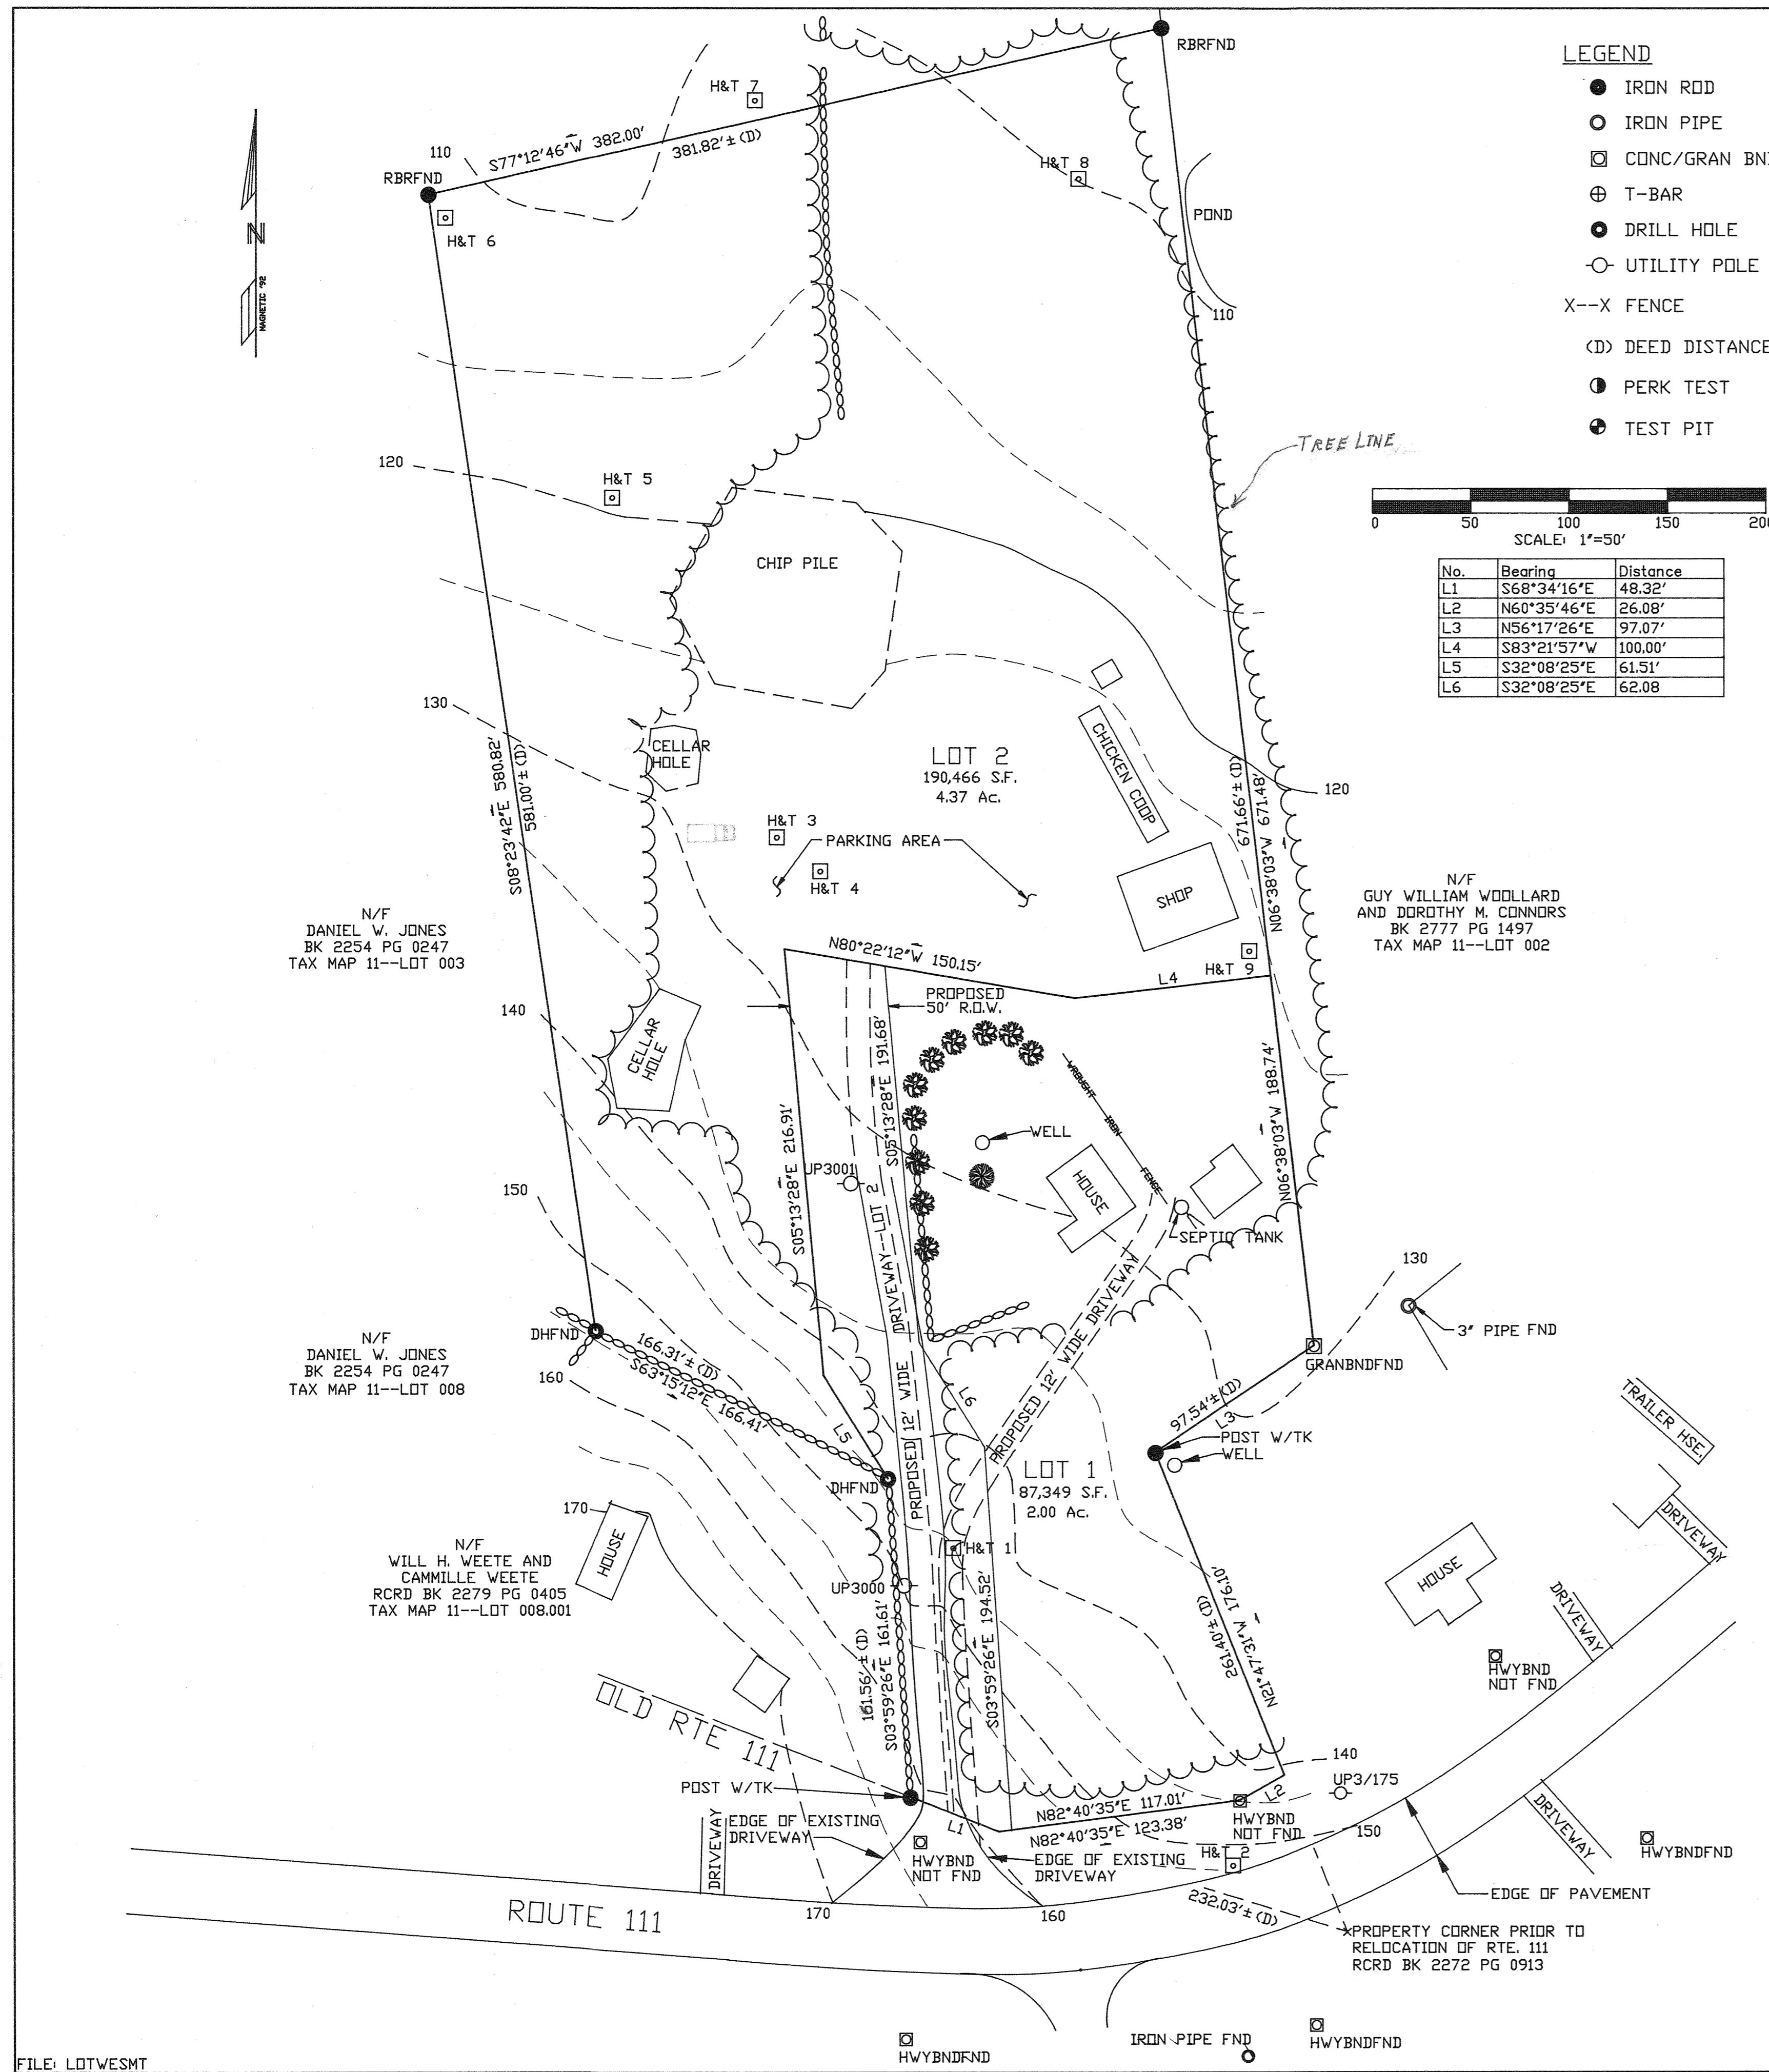 RBRFND
LEGEND
IRON ROD
IRON PIPE
CONC/GRAN BN
T-BAR
DRILL HOLE
UTILITY POLE
X--X FENCE
(D) DEED DISTANCE
PERK TEST
TEST PIT
H&T 7
S77°12'46"W 382.00'
381.82'±(D)
110
RBRFND
H&T 6
N
MAGNETIC '92
H&T 8
POND
110
TREE LINE
0 50 100 150 200
SCALE: 1"=50'
No. Bearing Distance
L1 S68°34'16"E 48.32'
L2 N60°35'46"E 26.08'
L3 N56°17'26"E 97.07'
L4 S83°21'57"W 100.00'
L5 S32°08'25"E 61.51'
L6 S32°08'25"E 62.08
120
H&T 5
CHIP PILE
130
CELLAR
HOLE
LOT 2
190,466 S.F.
4.37 Ac.
CHICKEN COOP
S08°23'42"E 580.82'
581.00'±(D)
671.66'±(D)
N06°38'03"W 671.48'
120
H&T 3
PARKING AREA
H&T 4
SHOP
N/F
DANIEL W. JONES
BK 2254 PG 0247
TAX MAP 11--LOT 003
N/F
GUY WILLIAM WOOLLARD
AND DOROTHY M. CONNORS
BK 2777 PG 1497
TAX MAP 11--LOT 002
N80°22'12"W 150.15'
L4
H&T 9
PROPOSED
50' R.O.W.
140
CELLAR
HOLE
S05°13'28"E 216.91'
S05°13'28"E 191.68'
WROUGHT IRON FENCE
N06°38'03"W 188.74'
WELL
UP3001
HOUSE
SEPTIC TANK
150
PROPOSED 12' WIDE DRIVEWAY--LOT 2
PROPOSED 12' WIDE DRIVEWAY
130
3" PIPE FND
GRANBNDFND
DHFND
166.31'±(D)
S63°15'12"E 166.41'
N/F
DANIEL W. JONES
BK 2254 PG 0247
TAX MAP 11--LOT 008
160
L5
L6
97.54'±(D)
L3
POST W/TK
WELL
TRAILER HSE.
DRIVEWAY
DHFND
LOT 1
87,349 S.F.
2.00 Ac.
170
HOUSE
N/F
WILL H. WEETE AND
CAMMILLE WEETE
RCRD BK 2279 PG 0405
TAX MAP 11--LOT 008.001
H&T 1
UP3000
161.56'±(D)
S03°59'26"E 161.61'
S03°59'26"E 194.52'
N21°47'31"W 176.10'
261.40'±(D)
HOUSE
DRIVEWAY
HWYBND
NOT FND
OLD RTE 111
POST W/TK
140
UP3/175
L2
N82°40'35"E 117.01'
L1
N82°40'35"E 123.38'
HWYBND
NOT FND
150
DRIVEWAY
EDGE OF EXISTING
DRIVEWAY
HWYBND
NOT FND
EDGE OF EXISTING
DRIVEWAY
H&T 2
DRIVEWAY
HWYBNDFND
EDGE OF PAVEMENT
ROUTE 111
170
160
232.03'±(D)
PROPERTY CORNER PRIOR TO
RELOCATION OF RTE. 111
RCRD BK 2272 PG 0913
HWYBNDFND
IRON PIPE FND
HWYBNDFND
FILE: LOTWESMT